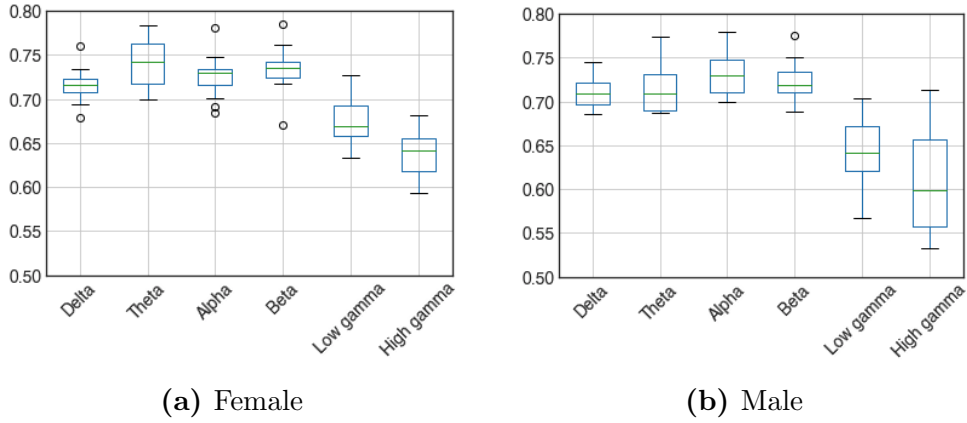 0.80
0.75
0.70
0.65
0.60
0.55
0.50
Delta
Theta
Alpha
Beta
Low gamma
High gamma
(a) Female
0.80
0.75
0.70
0.65
0.60
0.55
0.50
Delta
Theta
Alpha
Beta
Low gamma
High gamma
(b) Male